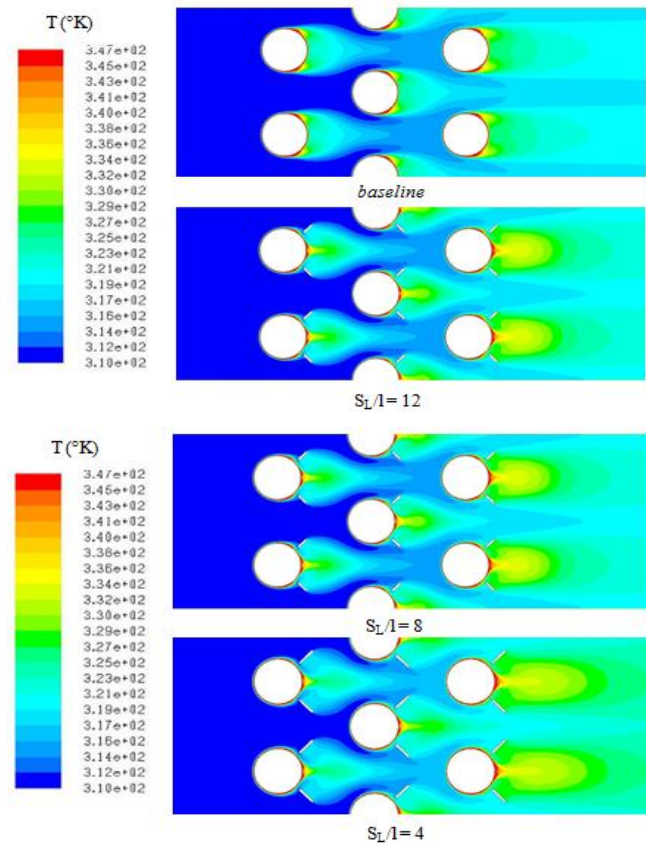 T (°K)
3.47e+02
3.45e+02
3.43e+02
3.41e+02
3.40e+02
3.38e+02
3.36e+02
3.34e+02
3.32e+02
3.30e+02
3.29e+02
3.27e+02
3.25e+02
3.23e+02
3.21e+02
3.19e+02
3.17e+02
3.16e+02
3.14e+02
3.12e+02
3.10e+02
baseline
S_L/l = 12
T (°K)
3.47e+02
3.45e+02
3.43e+02
3.41e+02
3.40e+02
3.38e+02
3.36e+02
3.34e+02
3.32e+02
3.30e+02
3.29e+02
3.27e+02
3.25e+02
3.23e+02
3.21e+02
3.19e+02
3.17e+02
3.16e+02
3.14e+02
3.12e+02
3.10e+02
S_L/l = 8
S_L/l = 4